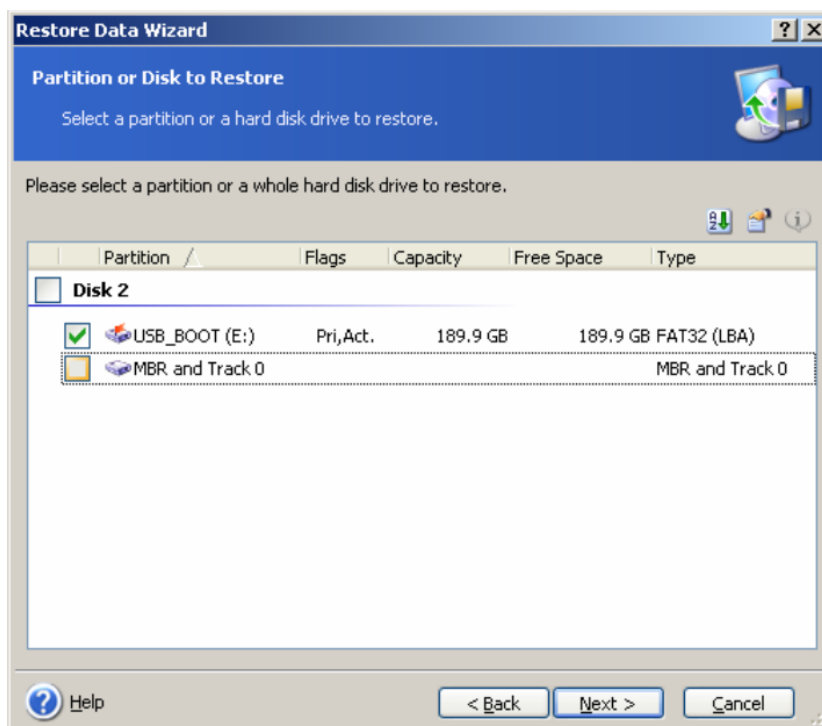 Restore Data Wizard
Partition or Disk to Restore
Select a partition or a hard disk drive to restore.
Please select a partition or a whole hard disk drive to restore.
Partition Flags Capacity Free Space Type
Disk 2
USB_BOOT (E:) Pri,Act. 189.9 GB 189.9 GB FAT32 (LBA)
MBR and Track 0 MBR and Track 0
Help < Back Next > Cancel